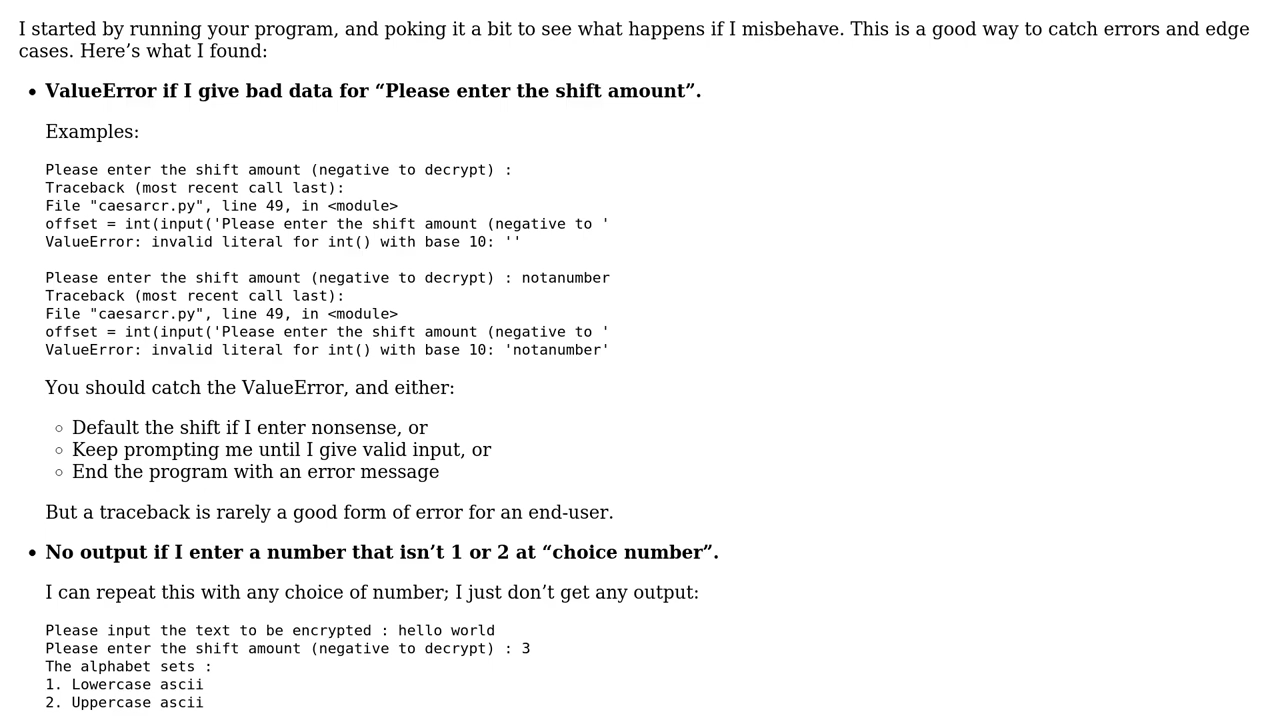 I started by running your program, and poking it a bit to see what happens if I misbehave. This is a good way to catch errors and edge
cases. Here’s what I found:
• ValueError if I give bad data for “Please enter the shift amount”.
Examples:
Please enter the shift amount (negative to decrypt) :
Traceback (most recent call last):
File "caesarcr.py", line 49, in <module>
offset = int(input('Please enter the shift amount (negative to '
ValueError: invalid literal for int() with base 10: ''
Please enter the shift amount (negative to decrypt) : notanumber
Traceback (most recent call last):
File "caesarcr.py", line 49, in <module>
offset = int(input('Please enter the shift amount (negative to '
ValueError: invalid literal for int() with base 10: 'notanumber'
You should catch the ValueError, and either:
◦ Default the shift if I enter nonsense, or
◦ Keep prompting me until I give valid input, or
◦ End the program with an error message
But a traceback is rarely a good form of error for an end-user.
• No output if I enter a number that isn’t 1 or 2 at “choice number”.
I can repeat this with any choice of number; I just don’t get any output:
Please input the text to be encrypted : hello world
Please enter the shift amount (negative to decrypt) : 3
The alphabet sets :
1. Lowercase ascii
2. Uppercase ascii